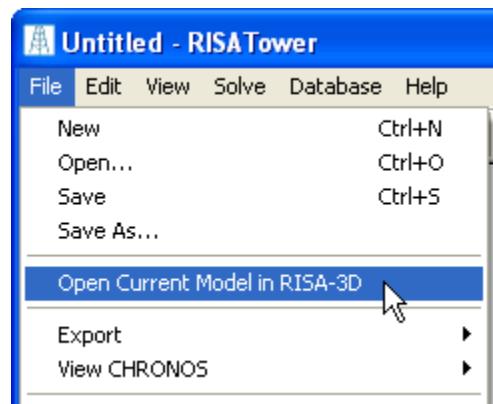 Untitled - RISATower
File Edit View Solve Database Help
New Ctrl+N
Open... Ctrl+O
Save Ctrl+S
Save As...
Open Current Model in RISA-3D
Export
View CHRONOS